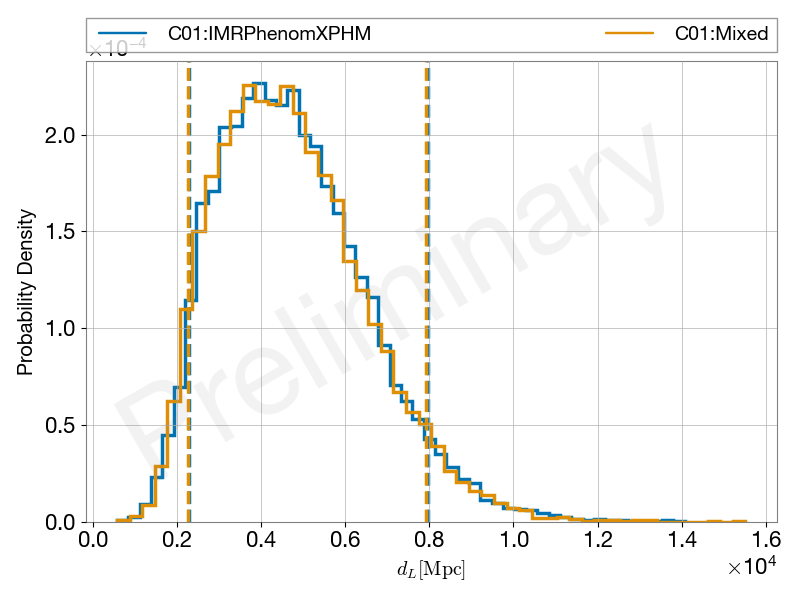 C01:IMRPhenomXPHM C01:Mixed
×10⁻⁴
2.0
1.5
1.0
0.5
0.0
Probability Density
Preliminary
0.0 0.2 0.4 0.6 0.8 1.0 1.2 1.4 1.6
×10⁴
d_L[Mpc]